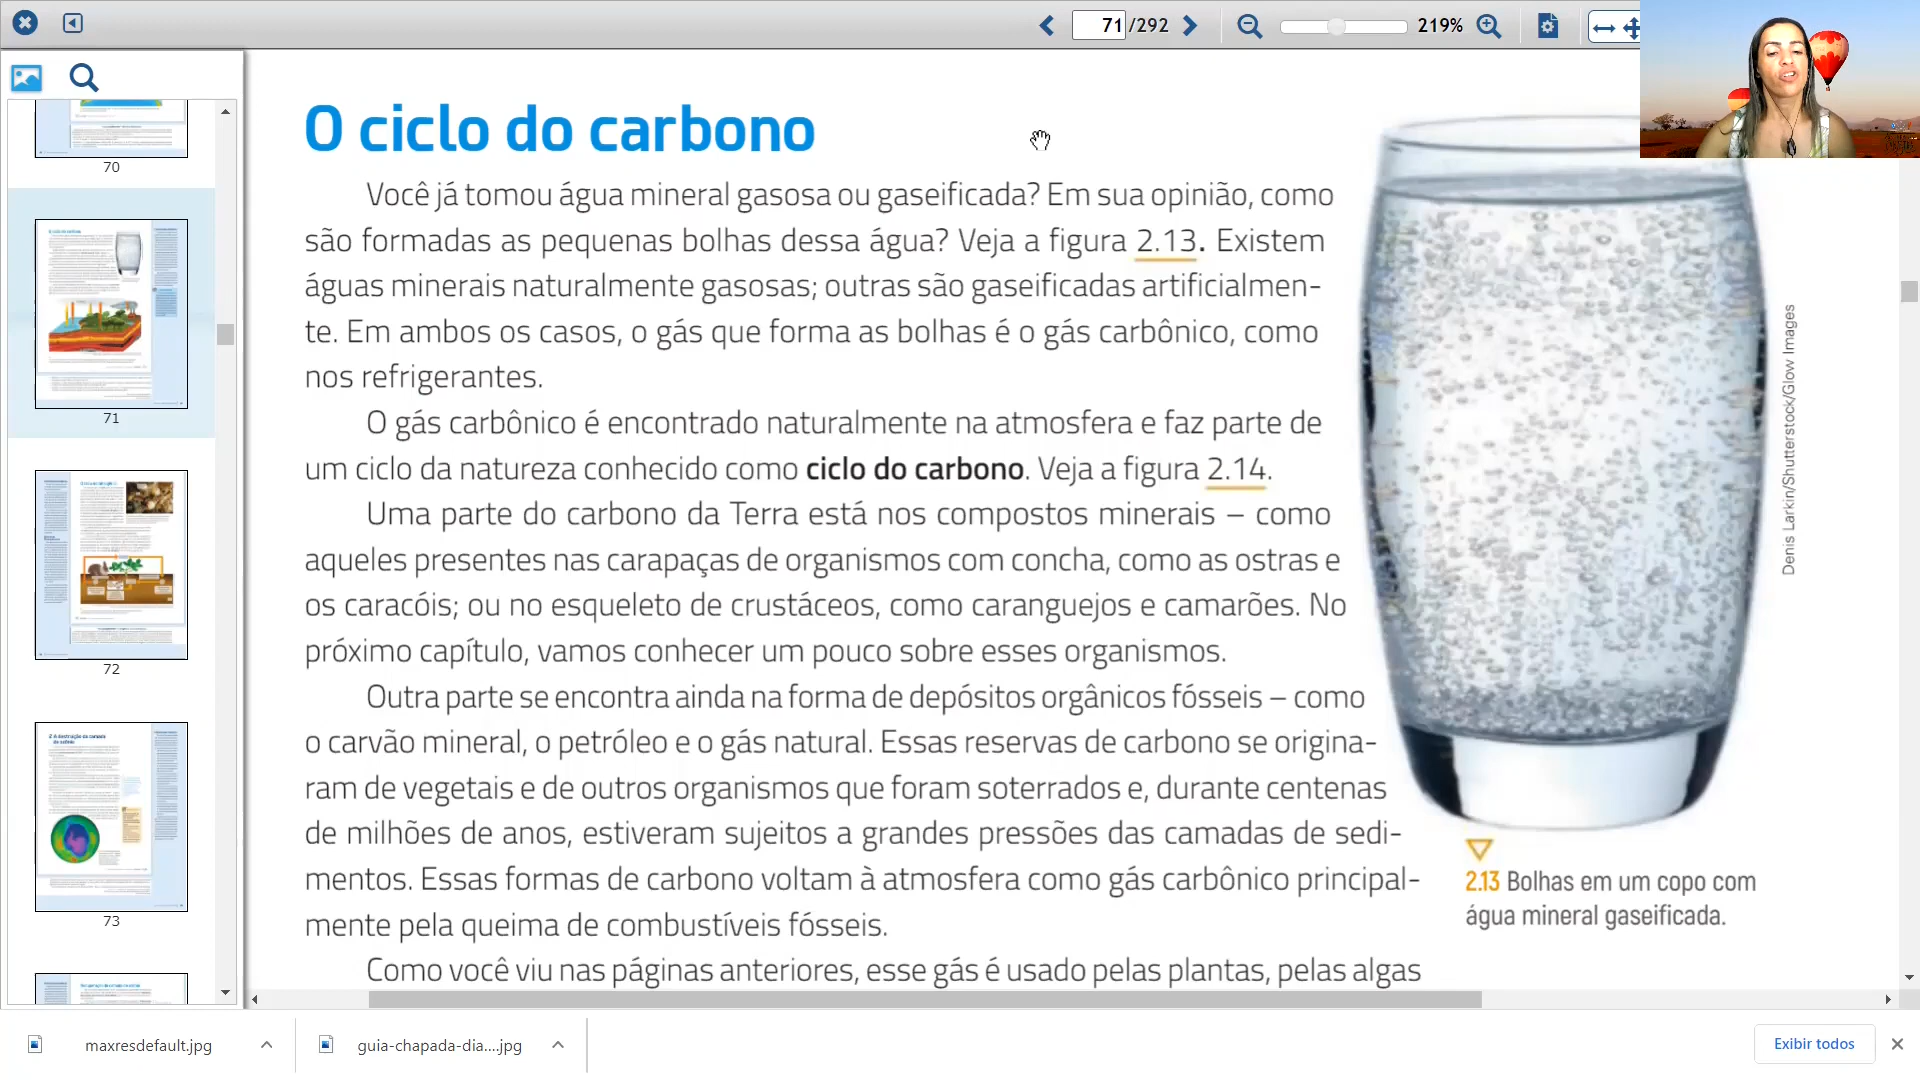 71 /292
219%
70
71
72
73
O ciclo do carbono
Você já tomou água mineral gasosa ou gaseificada? Em sua opinião, como
são formadas as pequenas bolhas dessa água? Veja a figura 2.13. Existem
águas minerais naturalmente gasosas; outras são gaseificadas artificialmen-
te. Em ambos os casos, o gás que forma as bolhas é o gás carbônico, como
nos refrigerantes.
O gás carbônico é encontrado naturalmente na atmosfera e faz parte de
um ciclo da natureza conhecido como ciclo do carbono. Veja a figura 2.14.
Uma parte do carbono da Terra está nos compostos minerais – como
aqueles presentes nas carapaças de organismos com concha, como as ostras e
os caracóis; ou no esqueleto de crustáceos, como caranguejos e camarões. No
próximo capítulo, vamos conhecer um pouco sobre esses organismos.
Outra parte se encontra ainda na forma de depósitos orgânicos fósseis – como
o carvão mineral, o petróleo e o gás natural. Essas reservas de carbono se origina-
ram de vegetais e de outros organismos que foram soterrados e, durante centenas
de milhões de anos, estiveram sujeitos a grandes pressões das camadas de sedi-
mentos. Essas formas de carbono voltam à atmosfera como gás carbônico principal-
mente pela queima de combustíveis fósseis.
Como você viu nas páginas anteriores, esse gás é usado pelas plantas, pelas algas
Denis Larkin/Shutterstock/Glow Images
2.13 Bolhas em um copo com
água mineral gaseificada.
maxresdefault.jpg
guia-chapada-dia....jpg
Exibir todos